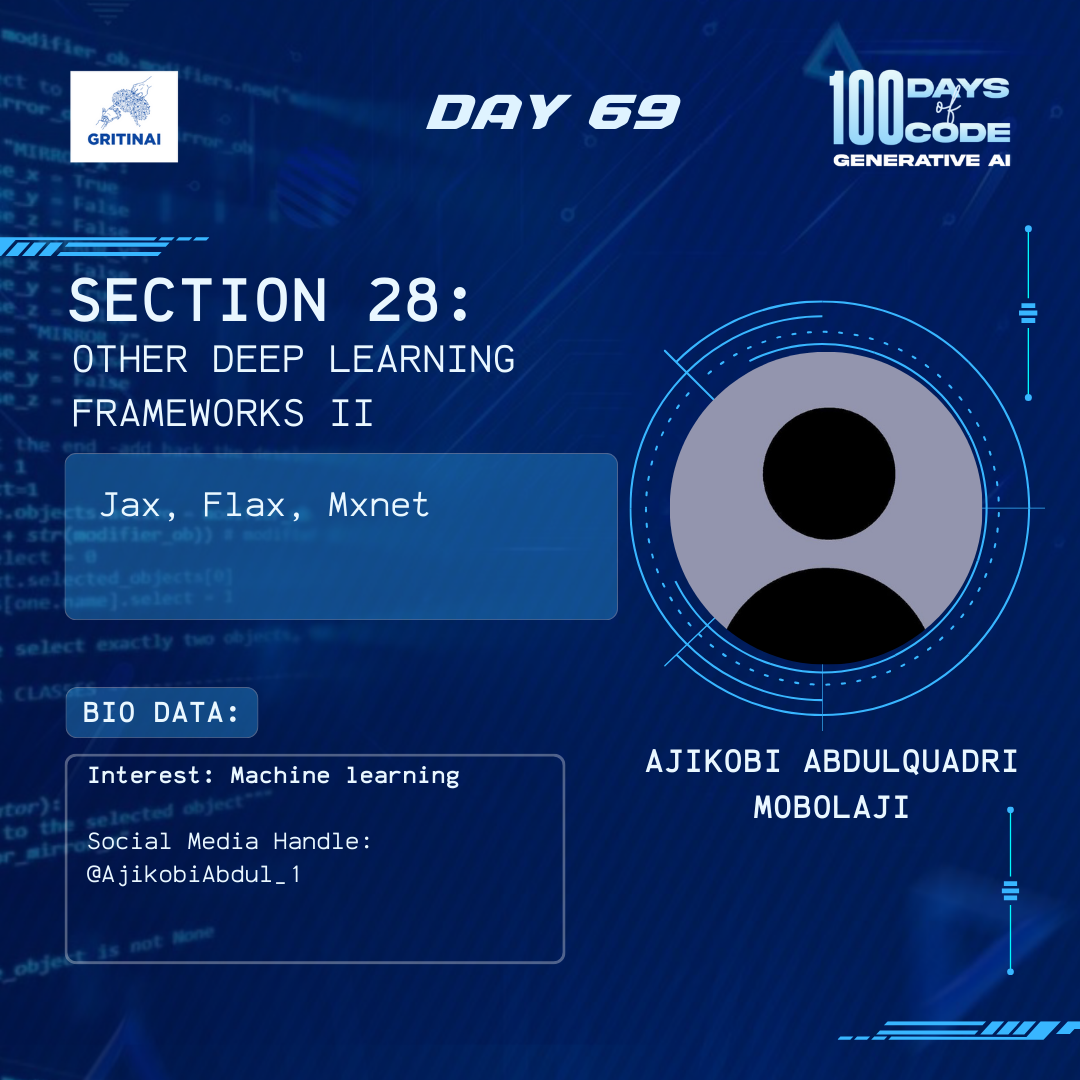 GRITINAI
DAY 69
100 DAYS
of
CODE
GENERATIVE AI
SECTION 28:
OTHER DEEP LEARNING
FRAMEWORKS II
Jax, Flax, Mxnet
BIO DATA:
Interest: Machine learning
Social Media Handle:
@AjikobiAbdul_1
AJIKOBI ABDULQUADRI
MOBOLAJI